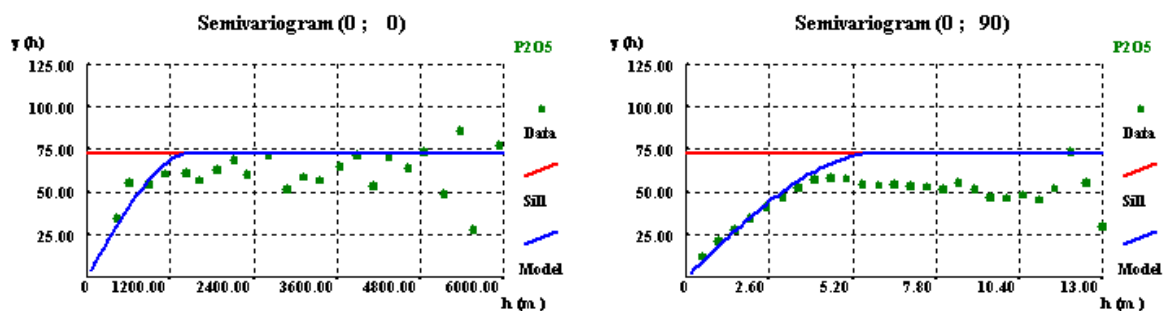 Semivariogram (0 ; 0)
γ (h)
P2O5
125.00
100.00
75.00
50.00
25.00
0 1200.00 2400.00 3600.00 4800.00 6000.00
h (m)
Data
Sill
Model
Semivariogram (0 ; 90)
γ (h)
P2O5
125.00
100.00
75.00
50.00
25.00
0 2.60 5.20 7.80 10.40 13.00
h (m)
Data
Sill
Model